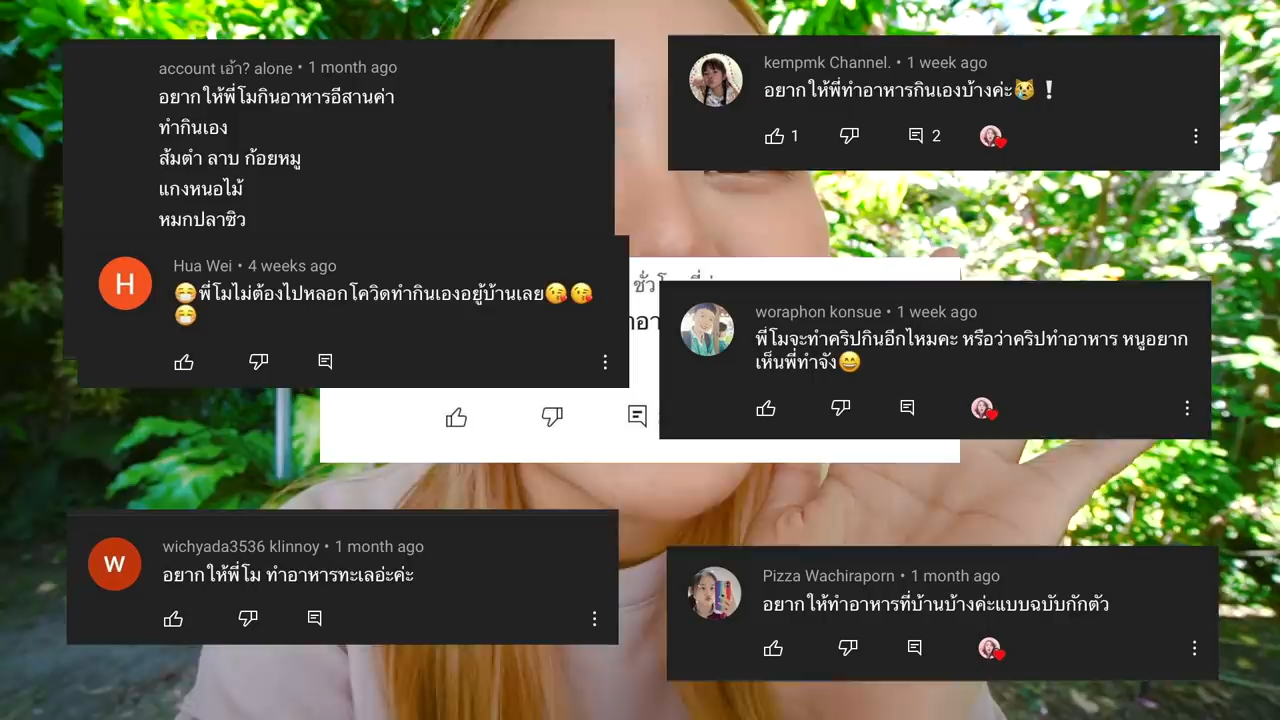 account เอ๋า? alone • 1 month ago
อยากให้พี่โมกินอาหารอีสานค่า
ทำกินเอง
ส้มตำ ลาบ ก้อยหมู
แกงหนอไม้
หมกปลาซิว
Hua Wei • 4 weeks ago
😷พี่โมไม่ต้องไปหลอกโควิดทำกินเองอยู่บ้านเลย😘😘
😷
wichyada3536 klinnoy • 1 month ago
อยากให้พี่โม ทำอาหารทะเลอ่ะค่ะ
kempmk Channel. • 1 week ago
อยากให้พี่ทำอาหารกินเองบ้างค่ะ😿❕
1 2
woraphon konsue • 1 week ago
พี่โมจะทำคริปกินอีกไหมคะ หรือว่าคริปทำอาหาร หนูอยาก
เห็นพี่ทำจัง😄
Pizza Wachiraporn • 1 month ago
อยากให้ทำอาหารที่บ้านบ้างค่ะแบบฉบับกักตัว
H
W